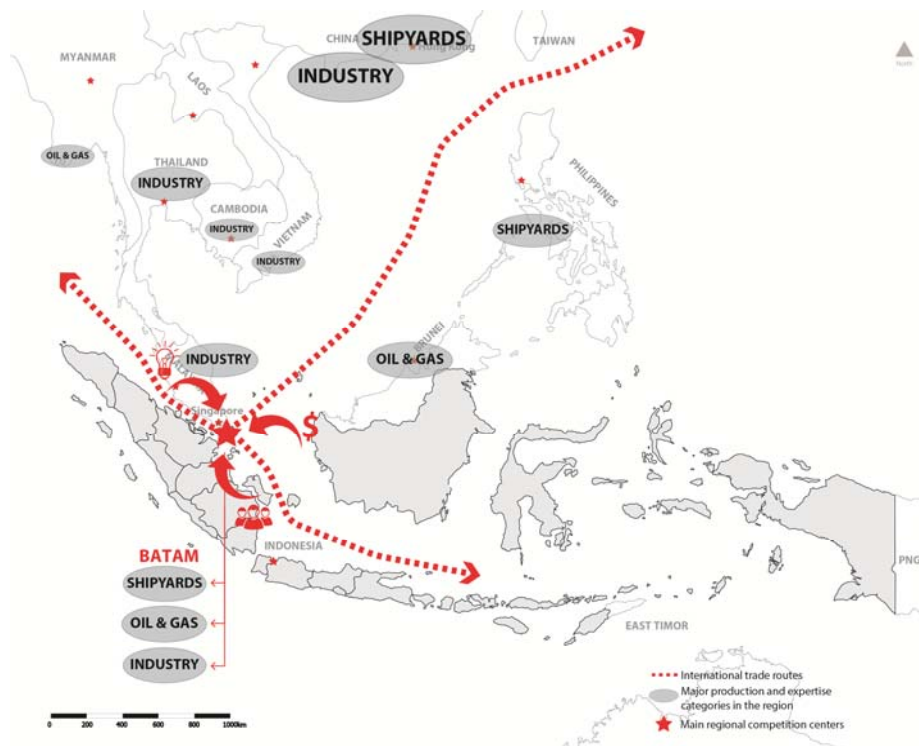 CHINA
SHIPYARDS
Hong Kong
TAIWAN
NORTH
INDUSTRY
MYANMAR
LAOS
OIL & GAS
THAILAND
INDUSTRY
PHILIPPINES
CAMBODIA
INDUSTRY
VIETNAM
SHIPYARDS
INDUSTRY
BRUNEI
INDUSTRY
OIL & GAS
Singapore
$
BATAM
INDONESIA
SHIPYARDS
PNG
OIL & GAS
EAST TIMOR
INDUSTRY
International trade routes
Major production and expertise
categories in the region
Main regional competition centers
0 200 400 600 800 1000km